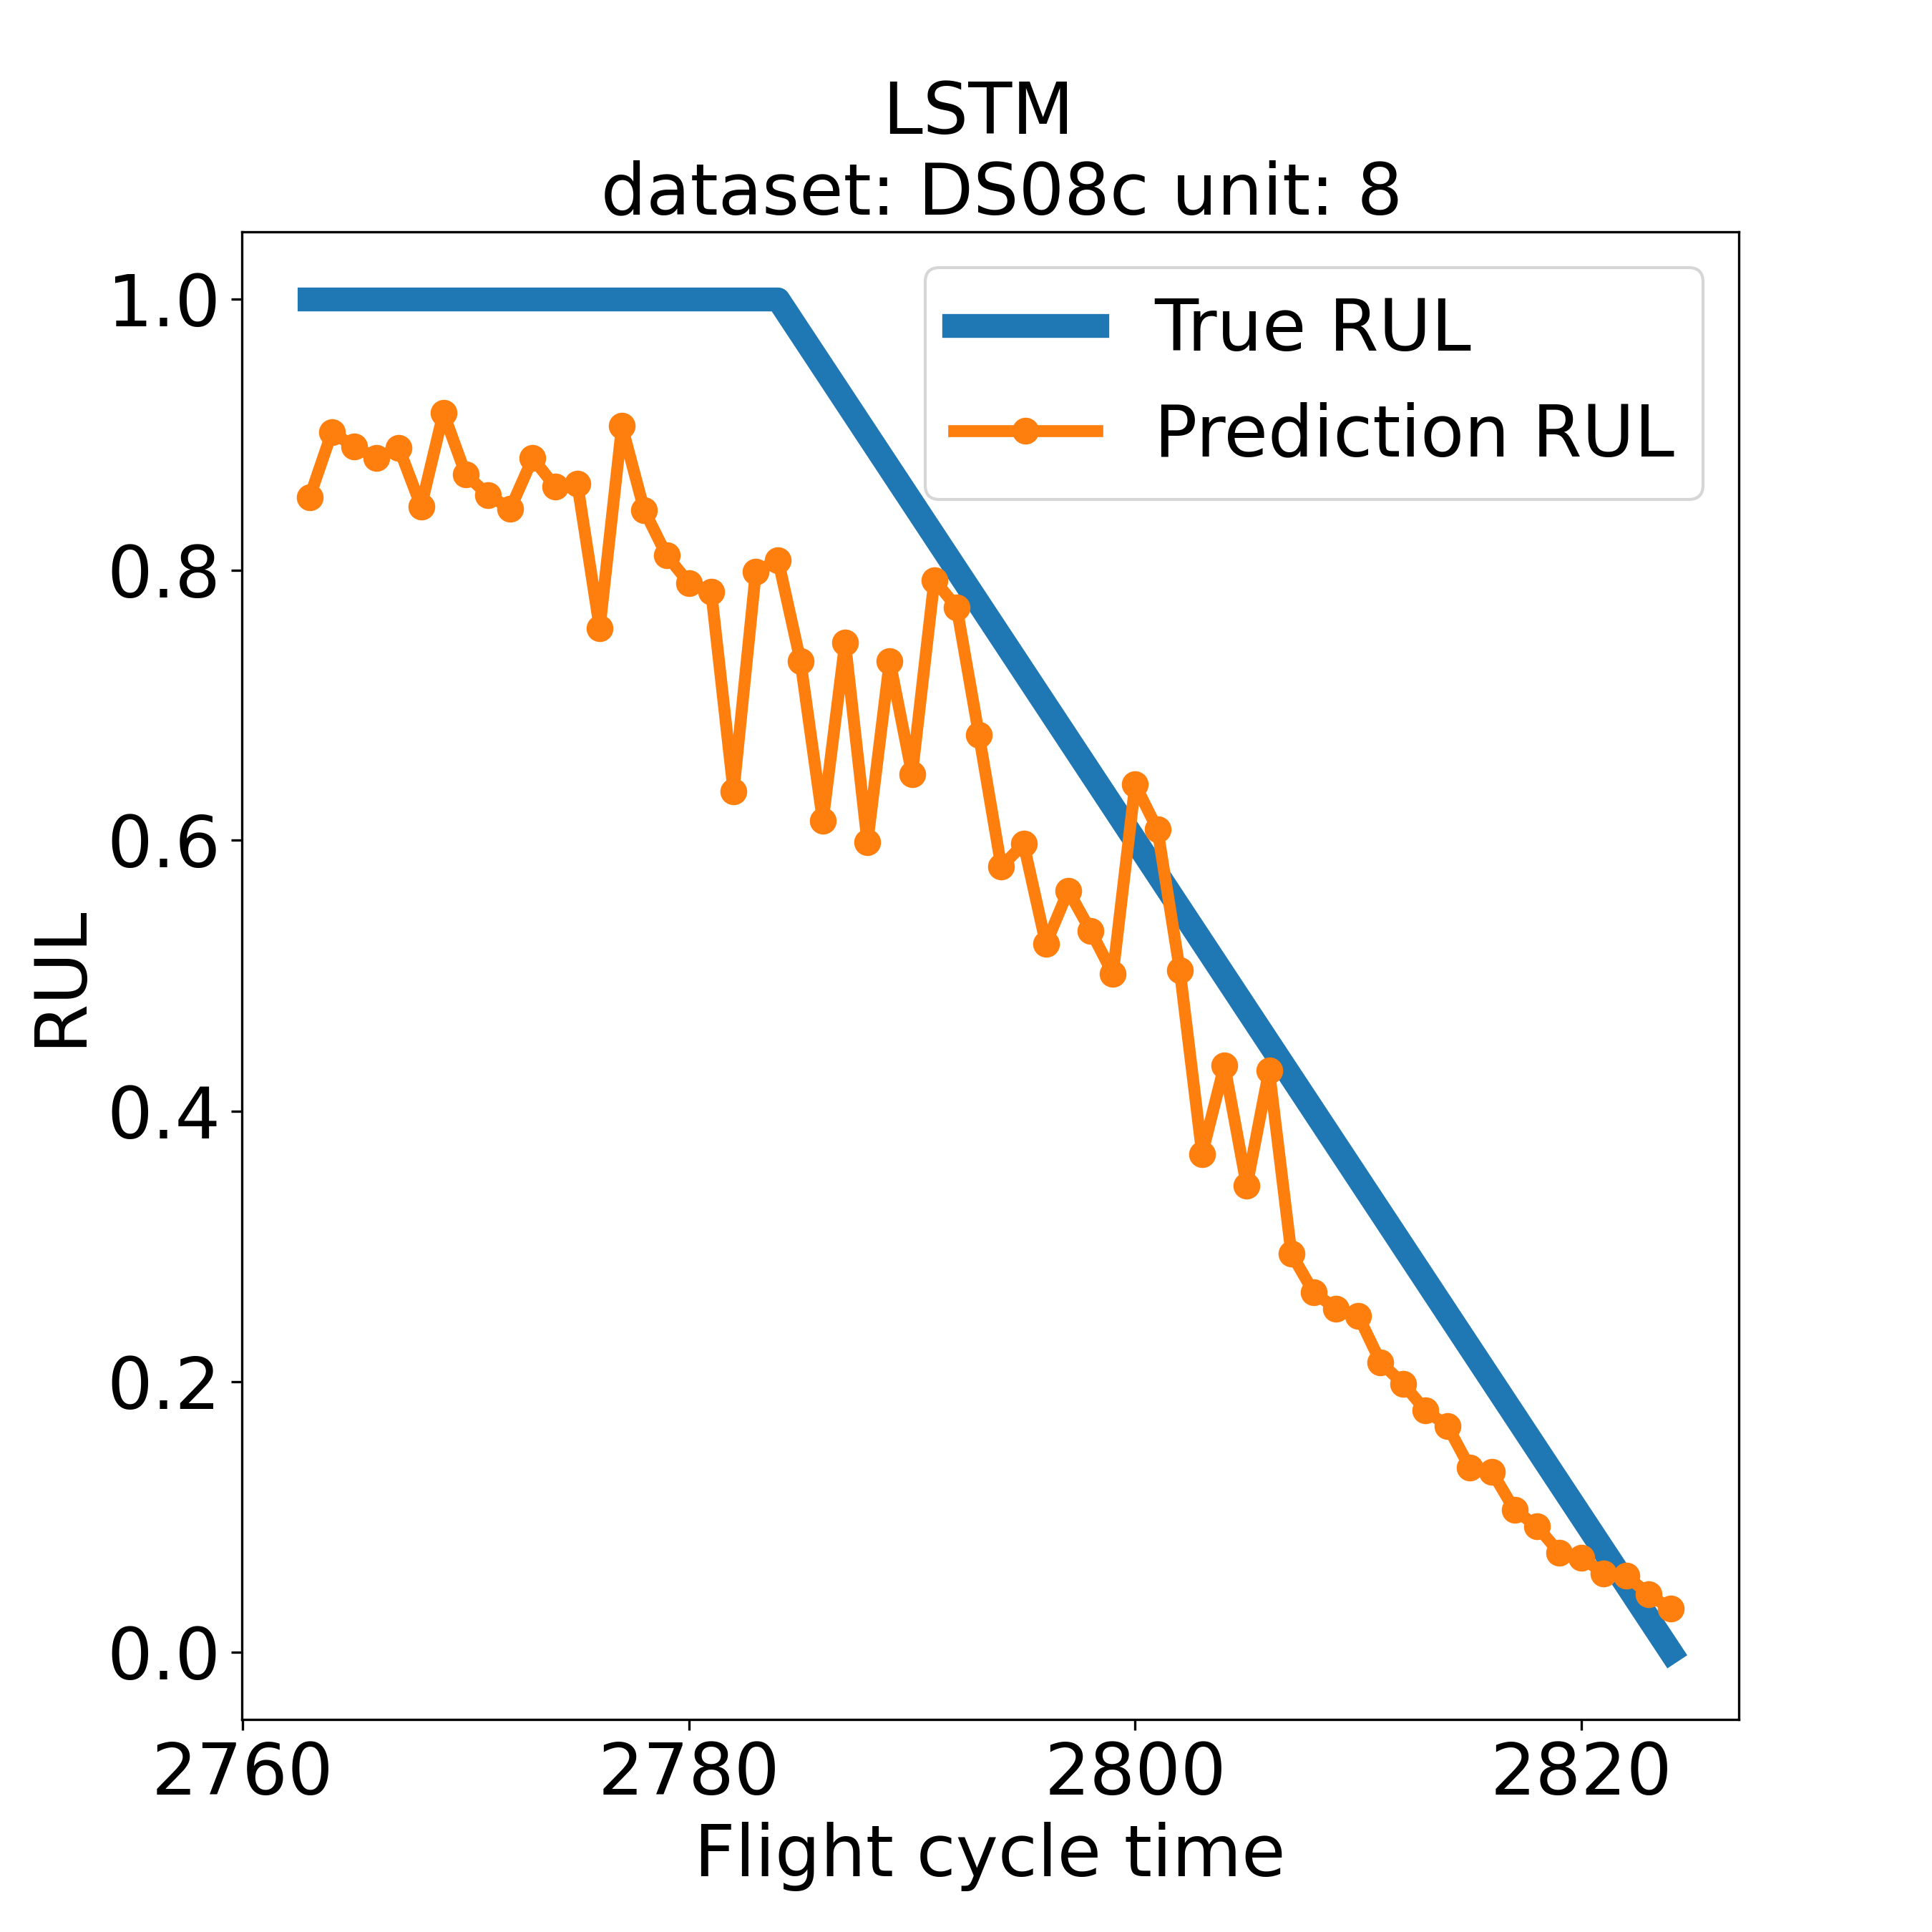 LSTM
dataset: DS08c unit: 8
True RUL
Prediction RUL
1.0
0.8
0.6
0.4
0.2
0.0
RUL
2760 2780 2800 2820
Flight cycle time